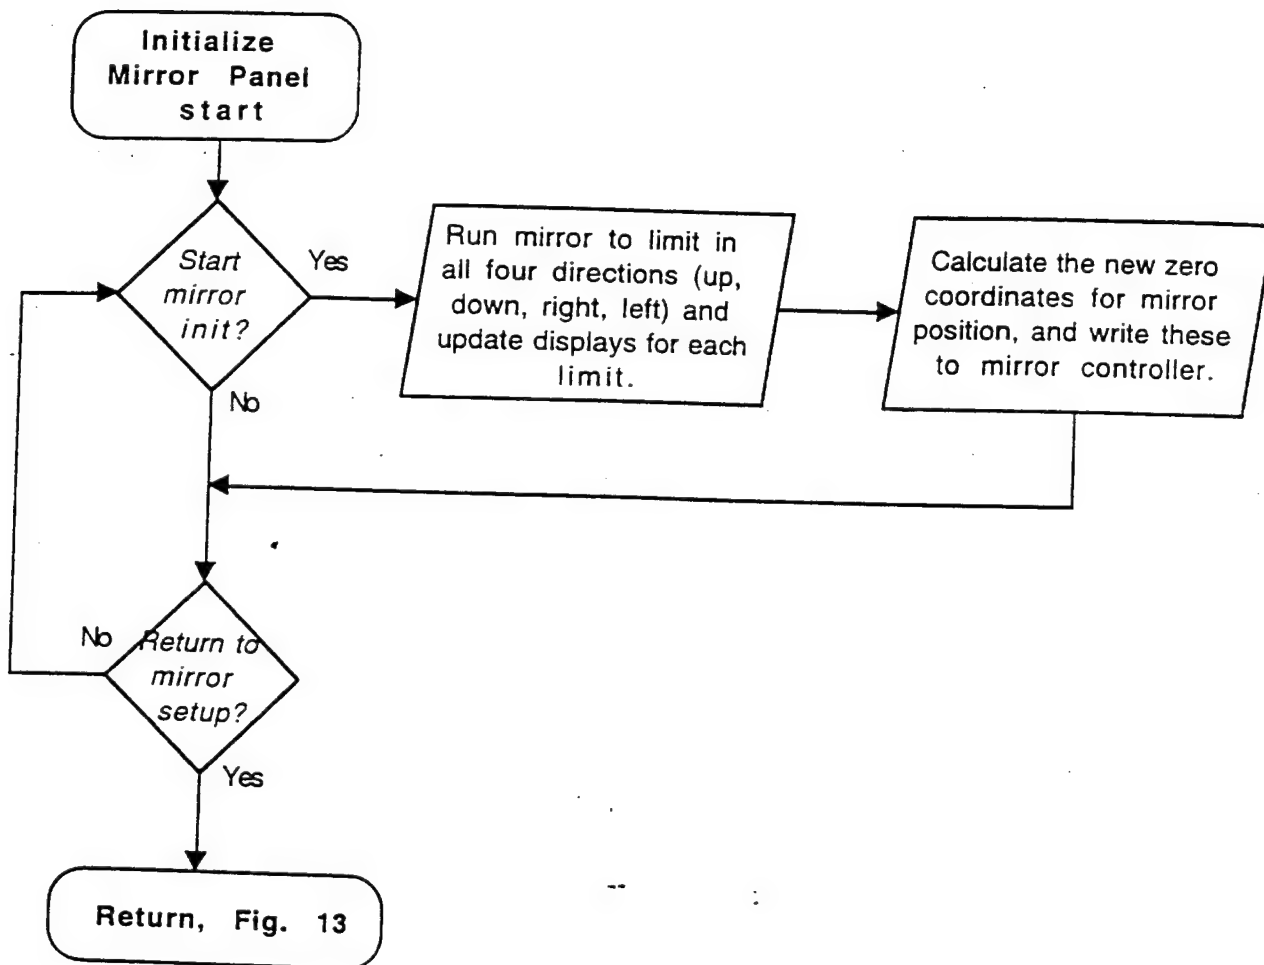 Initialize
Mirror Panel
start
Start
mirror
init?
Yes
No
Run mirror to limit in
all four directions (up,
down, right, left) and
update displays for each
limit.
Calculate the new zero
coordinates for mirror
position, and write these
to mirror controller.
No
Return to
mirror
setup?
Yes
Return, Fig. 13